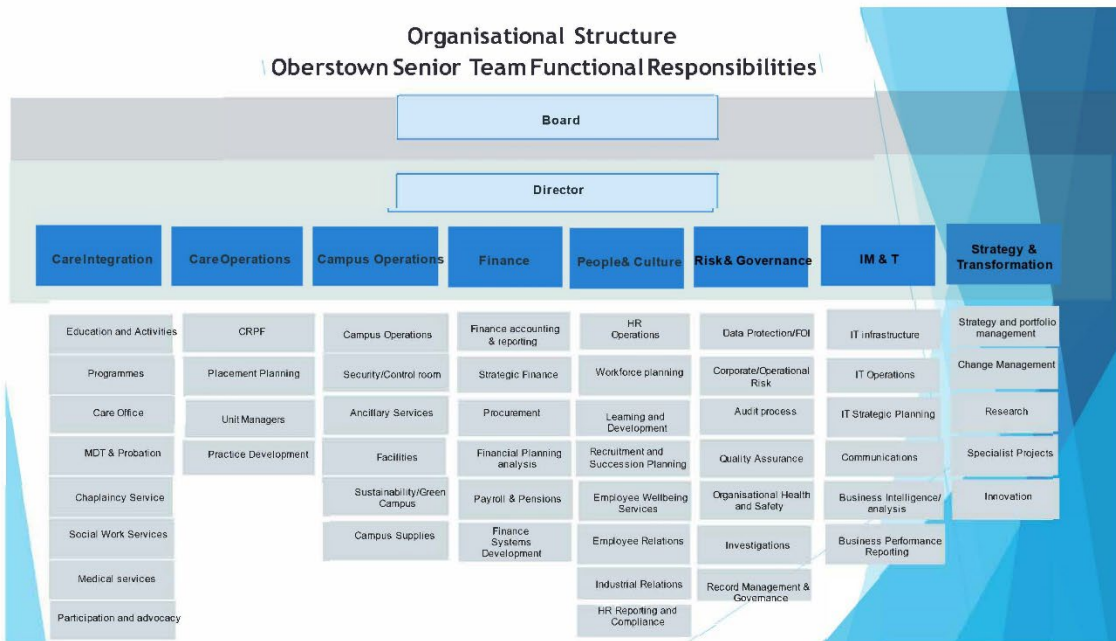 Organisational Structure
Oberstown Senior Team Functional Responsibilities
Board
Director
Care Integration
Care Operations
Campus Operations
Finance
People & Culture
Risk & Governance
IM & T
Strategy &
Transformation
Education and Activities
Programmes
Care Office
MDT & Probation
Chaplaincy Service
Social Work Services
Medical services
Participation and advocacy
CRPF
Placement Planning
Unit Managers
Practice Development
Campus Operations
Security/Control room
Ancillary Services
Facilities
Sustainability/Green
Campus
Campus Supplies
Finance accounting
& reporting
Strategic Finance
Procurement
Financial Planning
analysis
Payroll & Pensions
Finance
Systems
Development
HR
Operations
Workforce planning
Learning and
Development
Recruitment and
Succession Planning
Employee Wellbeing
Services
Employee Relations
Industrial Relations
HR Reporting and
Compliance
Data Protection/FOI
Corporate/Operational
Risk
Audit process
Quality Assurance
Organisational Health
and Safety
Investigations
Record Management &
Governance
IT infrastructure
IT Operations
IT Strategic Planning
Communications
Business Intelligence/
analysis
Business Performance
Reporting
Strategy and portfolio
management
Change Management
Research
Specialist Projects
Innovation